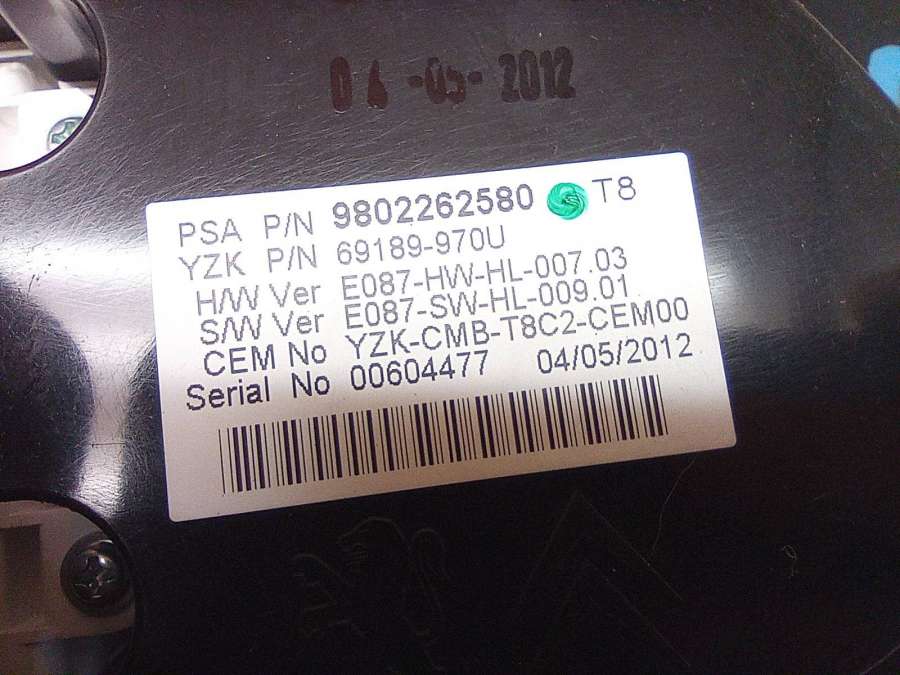 04-05-2012
PSA P/N 9802262580 T8
YZK P/N 69189-970U
H/W Ver E087-HW-HL-007.03
S/W Ver E087-SW-HL-009.01
CEM No YZK-CMB-T8C2-CEM00
Serial No 00604477 04/05/2012